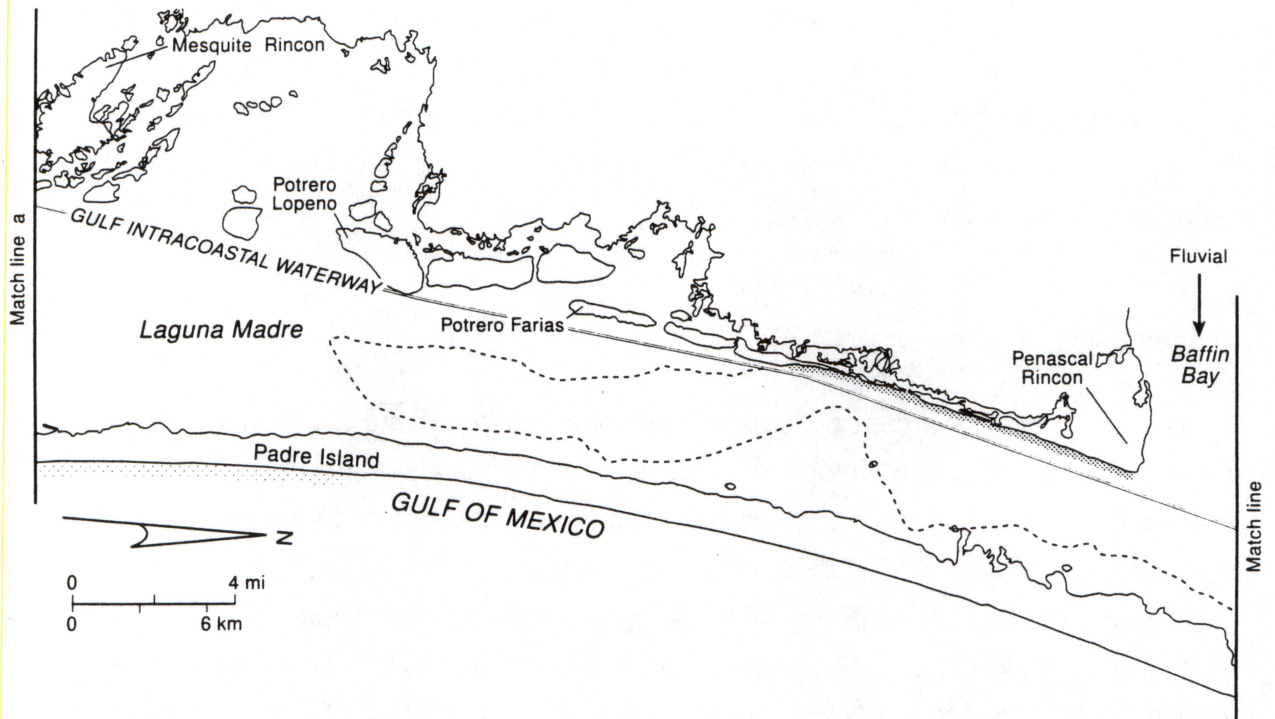 Mesquite Rincon
Potrero
Lopeno
Match line a
GULF INTRACOASTAL WATERWAY
Fluvial
Laguna Madre
Potrero Farias
Penascal
Rincon
Baffin
Bay
Padre Island
GULF OF MEXICO
Match line
N
0 4 mi
0 6 km